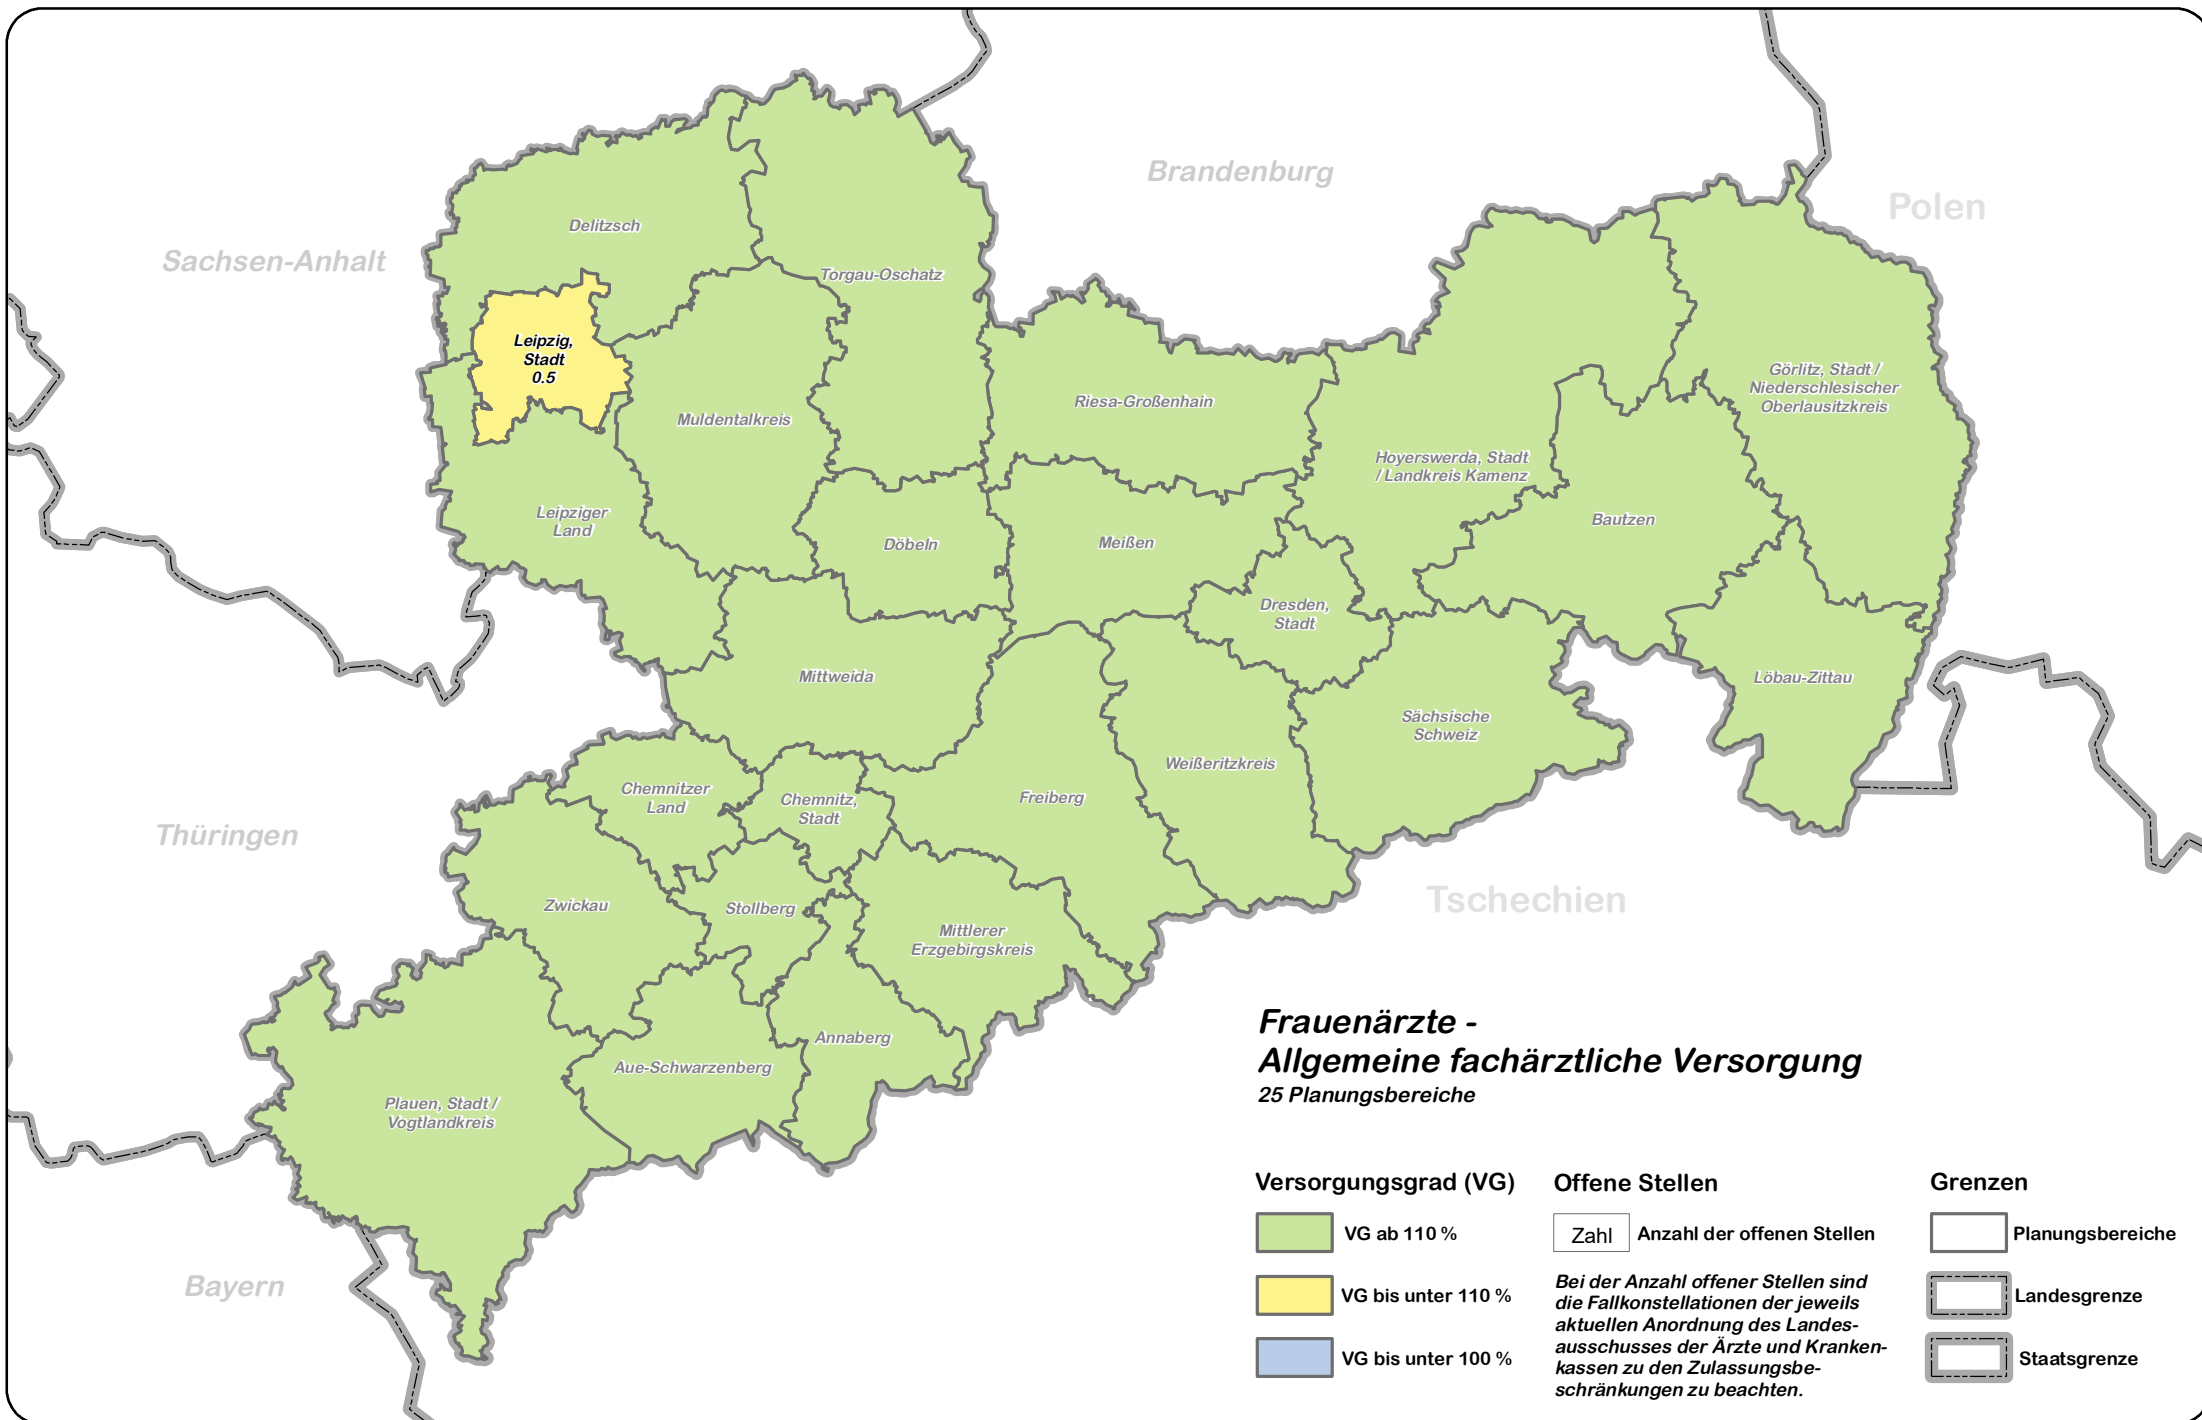 Brandenburg
Polen
Sachsen-Anhalt
Delitzsch
Torgau-Oschatz
Leipzig,
Stadt
0.5
Muldentalkreis
Riesa-Großenhain
Görlitz, Stadt /
Niederschlesischer
Oberlausitzkreis
Hoyerswerda, Stadt
/ Landkreis Kamenz
Leipziger
Land
Döbeln
Meißen
Bautzen
Dresden,
Stadt
Mittweida
Löbau-Zittau
Sächsische
Schweiz
Weißeritzkreis
Chemnitzer
Land
Chemnitz,
Stadt
Freiberg
Thüringen
Zwickau
Stollberg
Mittlerer
Erzgebirgskreis
Tschechien
Annaberg
Aue-Schwarzenberg
Plauen, Stadt /
Vogtlandkreis
Bayern
Frauenärzte -
Allgemeine fachärztliche Versorgung
25 Planungsbereiche
Versorgungsgrad (VG)
VG ab 110 %
VG bis unter 110 %
VG bis unter 100 %
Offene Stellen
Zahl Anzahl der offenen Stellen
Bei der Anzahl offener Stellen sind
die Fallkonstellationen der jeweils
aktuellen Anordnung des Landes-
ausschusses der Ärzte und Kranken-
kassen zu den Zulassungsbe-
schränkungen zu beachten.
Grenzen
Planungsbereiche
Landesgrenze
Staatsgrenze